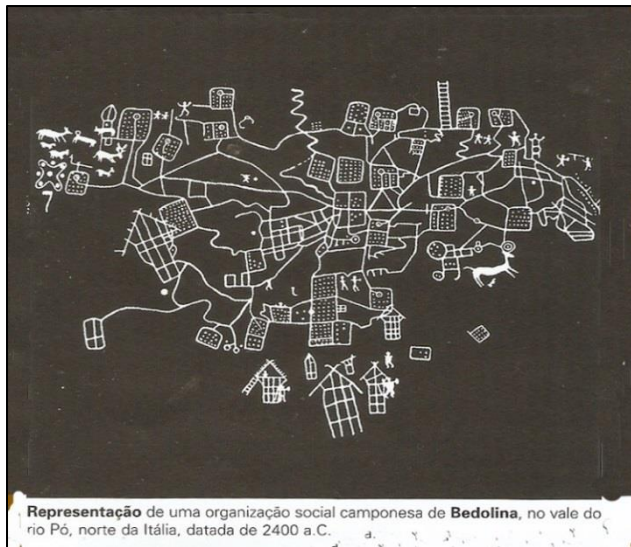 Representação de uma organização social camponesa de Bedolina, no vale do
rio Pó, norte da Itália, datada de 2400 a.C.